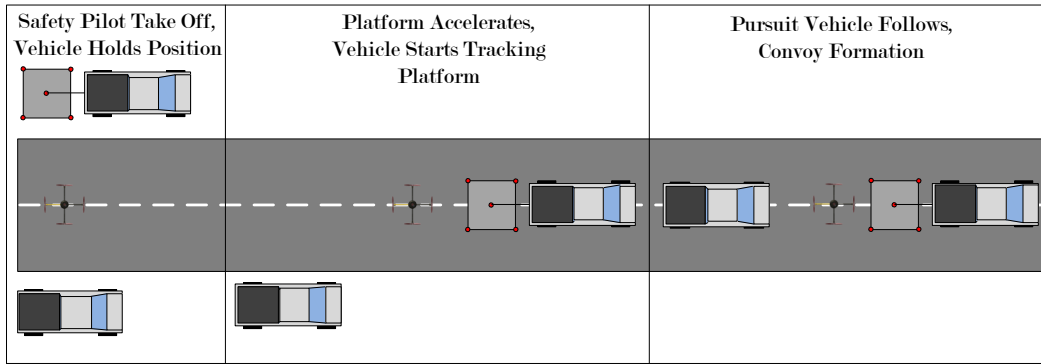 Safety Pilot Take Off,
Vehicle Holds Position
Platform Accelerates,
Vehicle Starts Tracking
Platform
Pursuit Vehicle Follows,
Convoy Formation